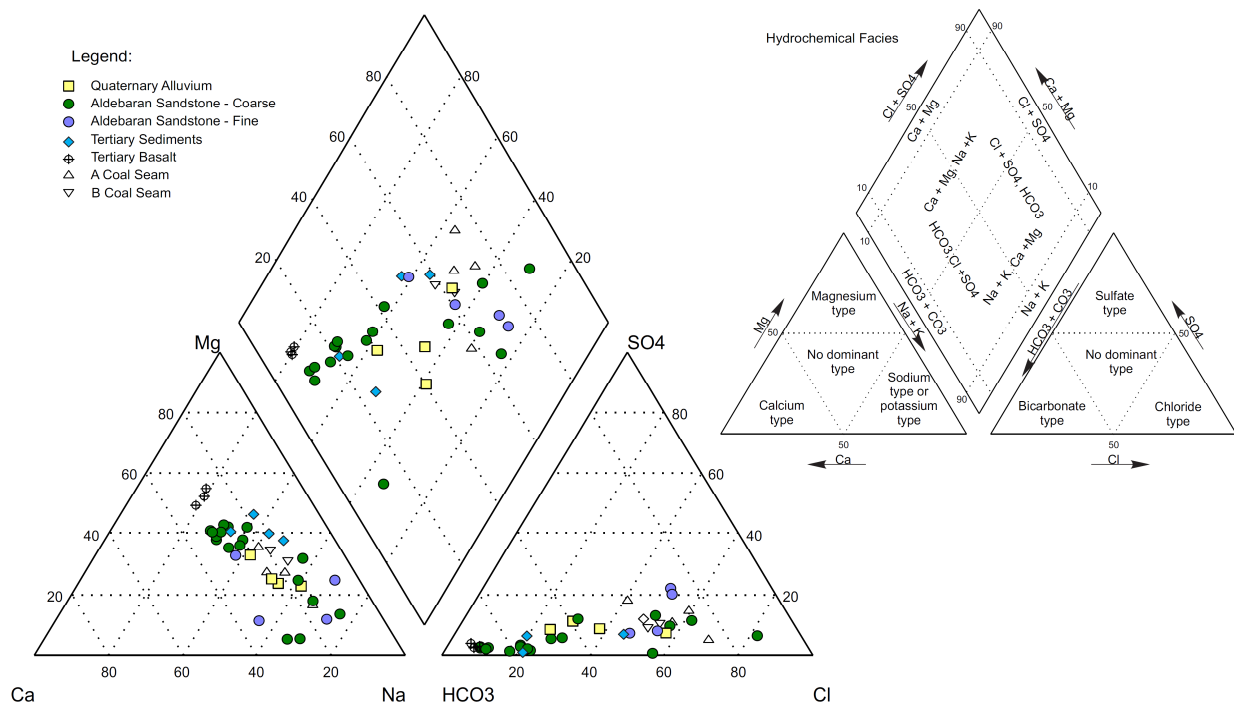 Legend:
Quaternary Alluvium
Aldebaran Sandstone - Coarse
Aldebaran Sandstone - Fine
Tertiary Sediments
Tertiary Basalt
A Coal Seam
B Coal Seam
80
80
60
60
40
40
20
20
Mg
SO4
80
80
60
60
40
40
20
20
80
60
40
20
20
40
60
80
Ca
Na
HCO3
Cl
Hydrochemical Facies
90
90
Cl + SO4
50
Ca + Mg
Cl + SO4
50
Ca + Mg
Ca + Mg, Na +K
Cl + SO4, HCO3
10
10
10
HCO3,Cl +SO4
Na + K, Ca +Mg
HCO3 + CO3
Na + K
Na + K
HCO3 + CO3
90
Mg
50
Magnesium
type
No dominant
type
Calcium
type
Sodium
type or
potassium
type
50
Ca
Sulfate
type
SO4
50
No dominant
type
Bicarbonate
type
Chloride
type
50
Cl